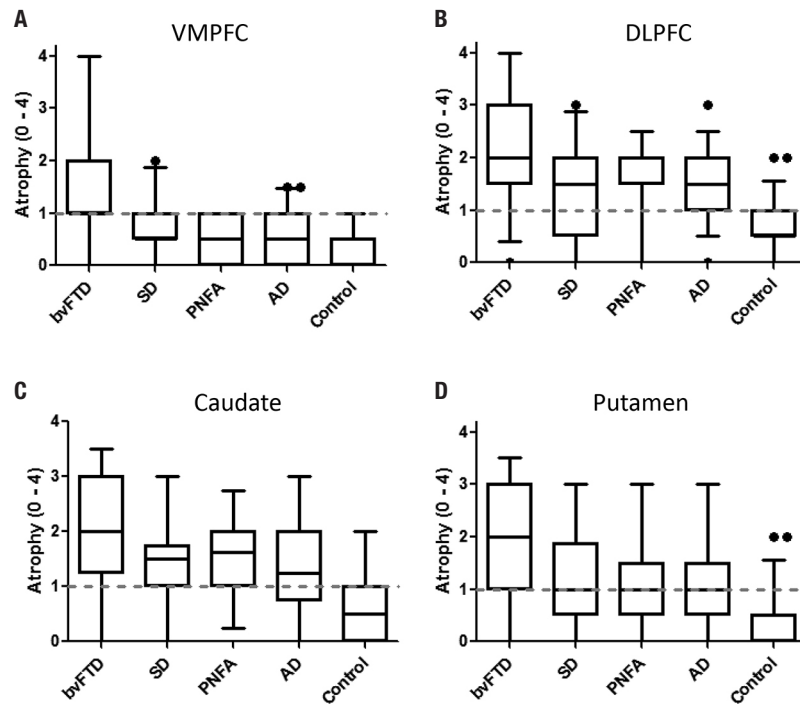 A
VMPFC
Atrophy (0 - 4)
4
3
2
1
0
bvFTD
SD
PNFA
AD
Control
B
DLPFC
Atrophy (0 - 4)
4
3
2
1
0
bvFTD
SD
PNFA
AD
Control
C
Caudate
Atrophy (0 - 4)
4
3
2
1
0
bvFTD
SD
PNFA
AD
Control
D
Putamen
Atrophy (0 - 4)
4
3
2
1
0
bvFTD
SD
PNFA
AD
Control